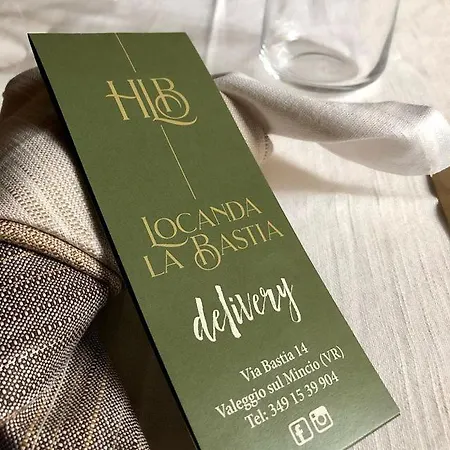 HLB
LOCANDA
LA BASTIA
delivery
Via Bastia 14
Valeggio sul Mincio (VR)
Tel: 349 15 39 904